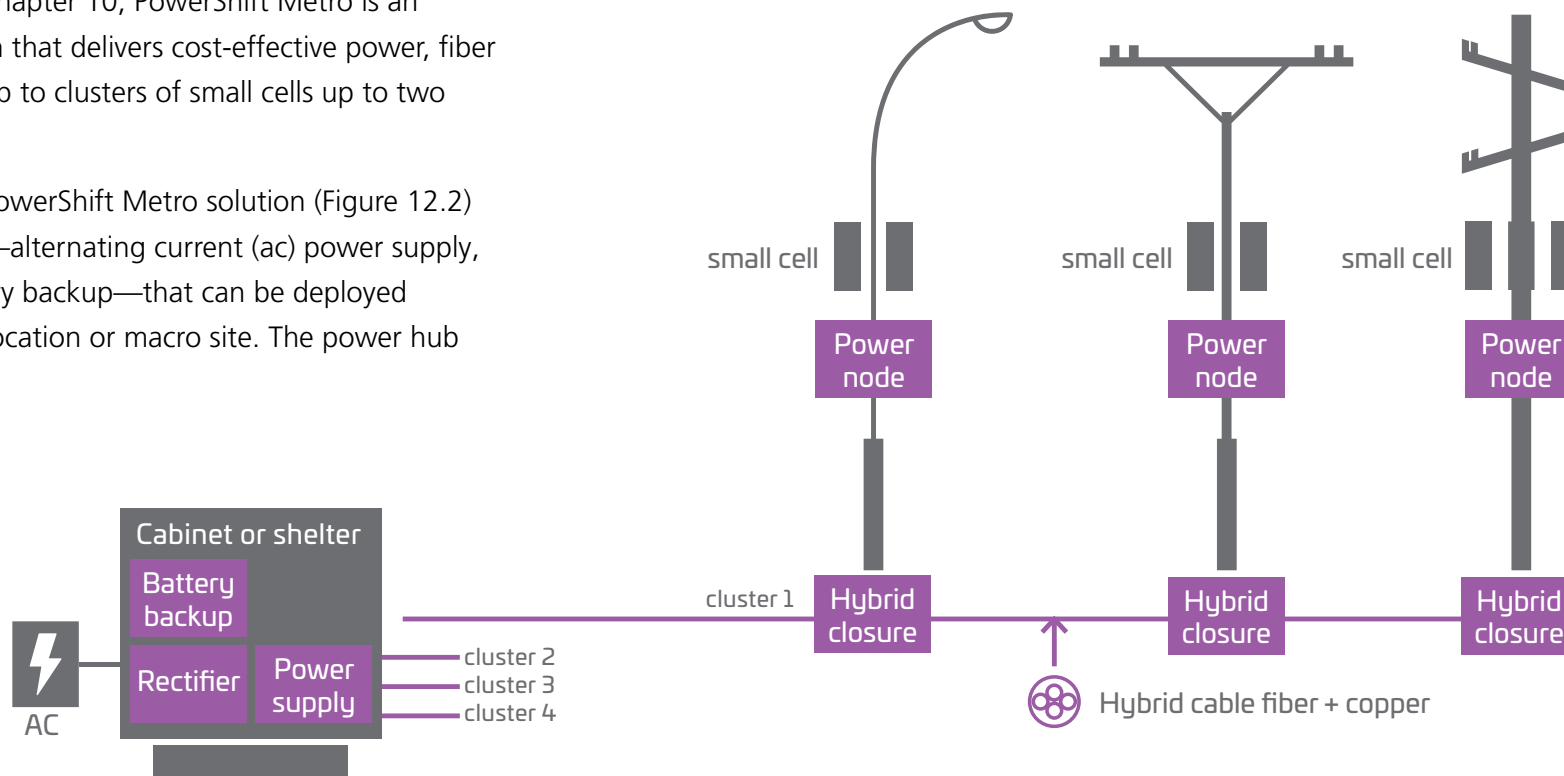 hapter 10, PowerShift Metro is an
that delivers cost-effective power, fiber
to clusters of small cells up to two
owerShift Metro solution (Figure 12.2)
—alternating current (ac) power supply,
ry backup—that can be deployed
ocation or macro site. The power hub
small cell
small cell
small cell
Power
node
Power
node
Power
node
Cabinet or shelter
Battery
backup
Rectifier
Power
supply
AC
cluster 1
cluster 2
cluster 3
cluster 4
Hybrid
closure
Hybrid
closure
Hybrid
closure
Hybrid cable fiber + copper